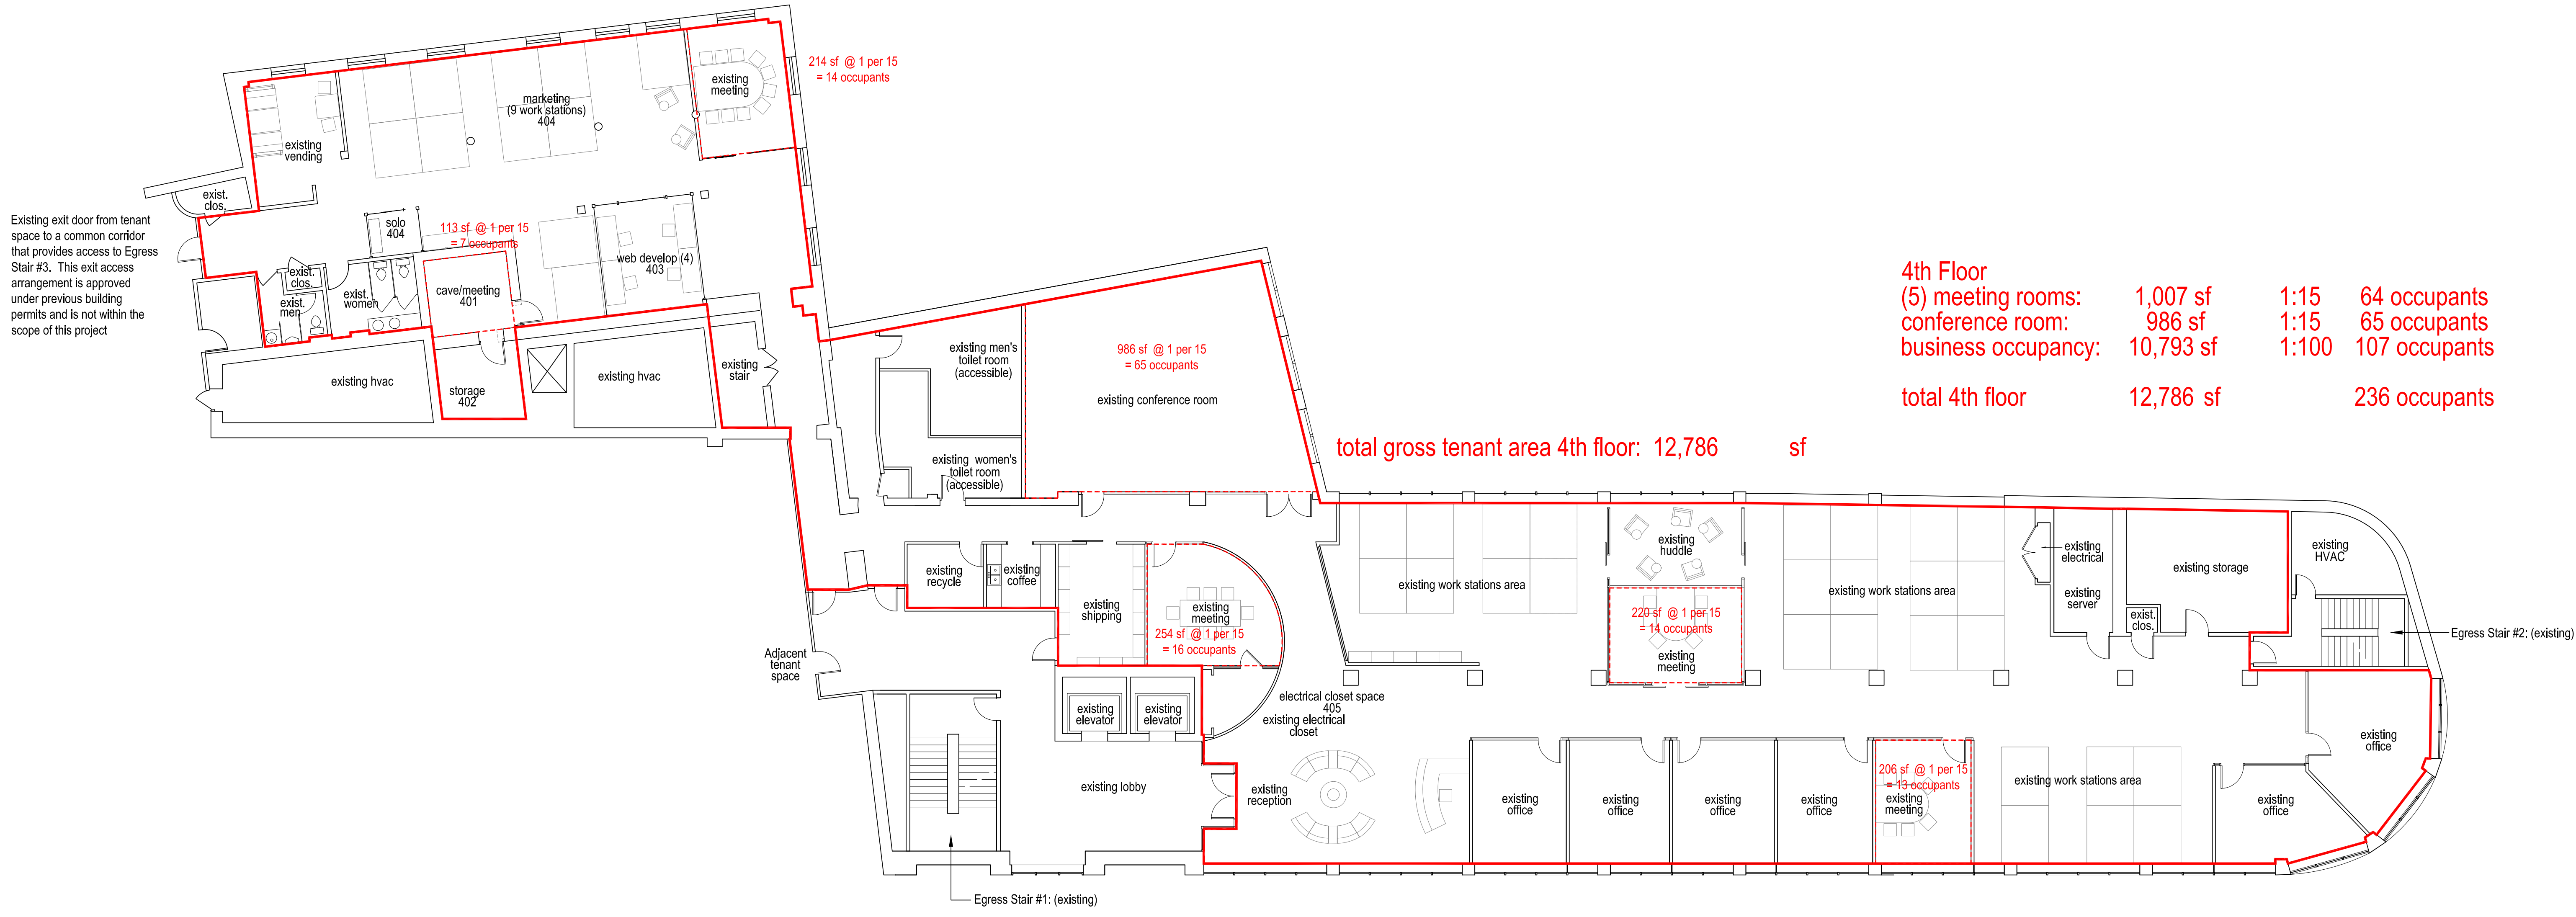 214 sf @ 1 per 15
= 14 occupants
existing
meeting
marketing
(9 work stations)
404
existing
vending
exist.
clos.
Existing exit door from tenant
space to a common corridor
that provides access to Egress
Stair #3. This exit access
arrangement is approved
under previous building
permits and is not within the
scope of this project
solo
404
113 sf @ 1 per 15
= 7 occupants
web develop (4)
403
exist.
clos.
exist.
men
exist.
women
cave/meeting
401
existing hvac
storage
402
existing hvac
existing
stair
existing men's
toilet room
(accessible)
986 sf @ 1 per 15
= 65 occupants
existing conference room
existing women's
toilet room
(accessible)
4th Floor
(5) meeting rooms: 1,007 sf 1:15 64 occupants
conference room: 986 sf 1:15 65 occupants
business occupancy: 10,793 sf 1:100 107 occupants
total 4th floor 12,786 sf 236 occupants
total gross tenant area 4th floor: 12,786 sf
existing
recycle
existing
coffee
existing
shipping
existing
meeting
254 sf @ 1 per 15
= 16 occupants
existing work stations area
existing
huddle
220 sf @ 1 per 15
= 14 occupants
existing
meeting
existing work stations area
existing
electrical
existing
server
existing storage
exist.
clos.
existing
HVAC
Egress Stair #2: (existing)
Adjacent
tenant
space
existing
elevator
existing
elevator
electrical closet space
405
existing electrical
closet
existing lobby
existing
reception
existing
office
existing
office
existing
office
existing
office
206 sf @ 1 per 15
= 13 occupants
existing
meeting
existing work stations area
existing
office
existing
office
Egress Stair #1: (existing)